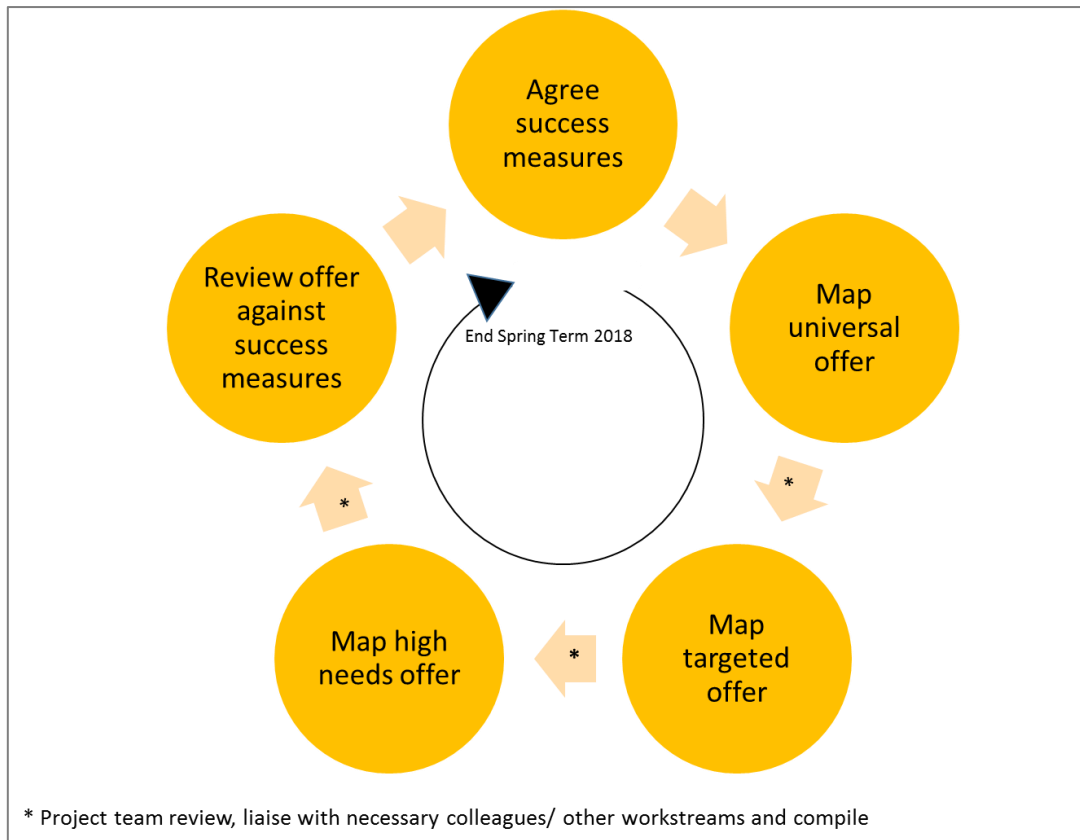 Agree
success
measures
Map
universal
offer
*
Map
targeted
offer
*
Map high
needs offer
*
Review offer
against
success
measures
End Spring Term 2018
* Project team review, liaise with necessary colleagues/ other workstreams and compile